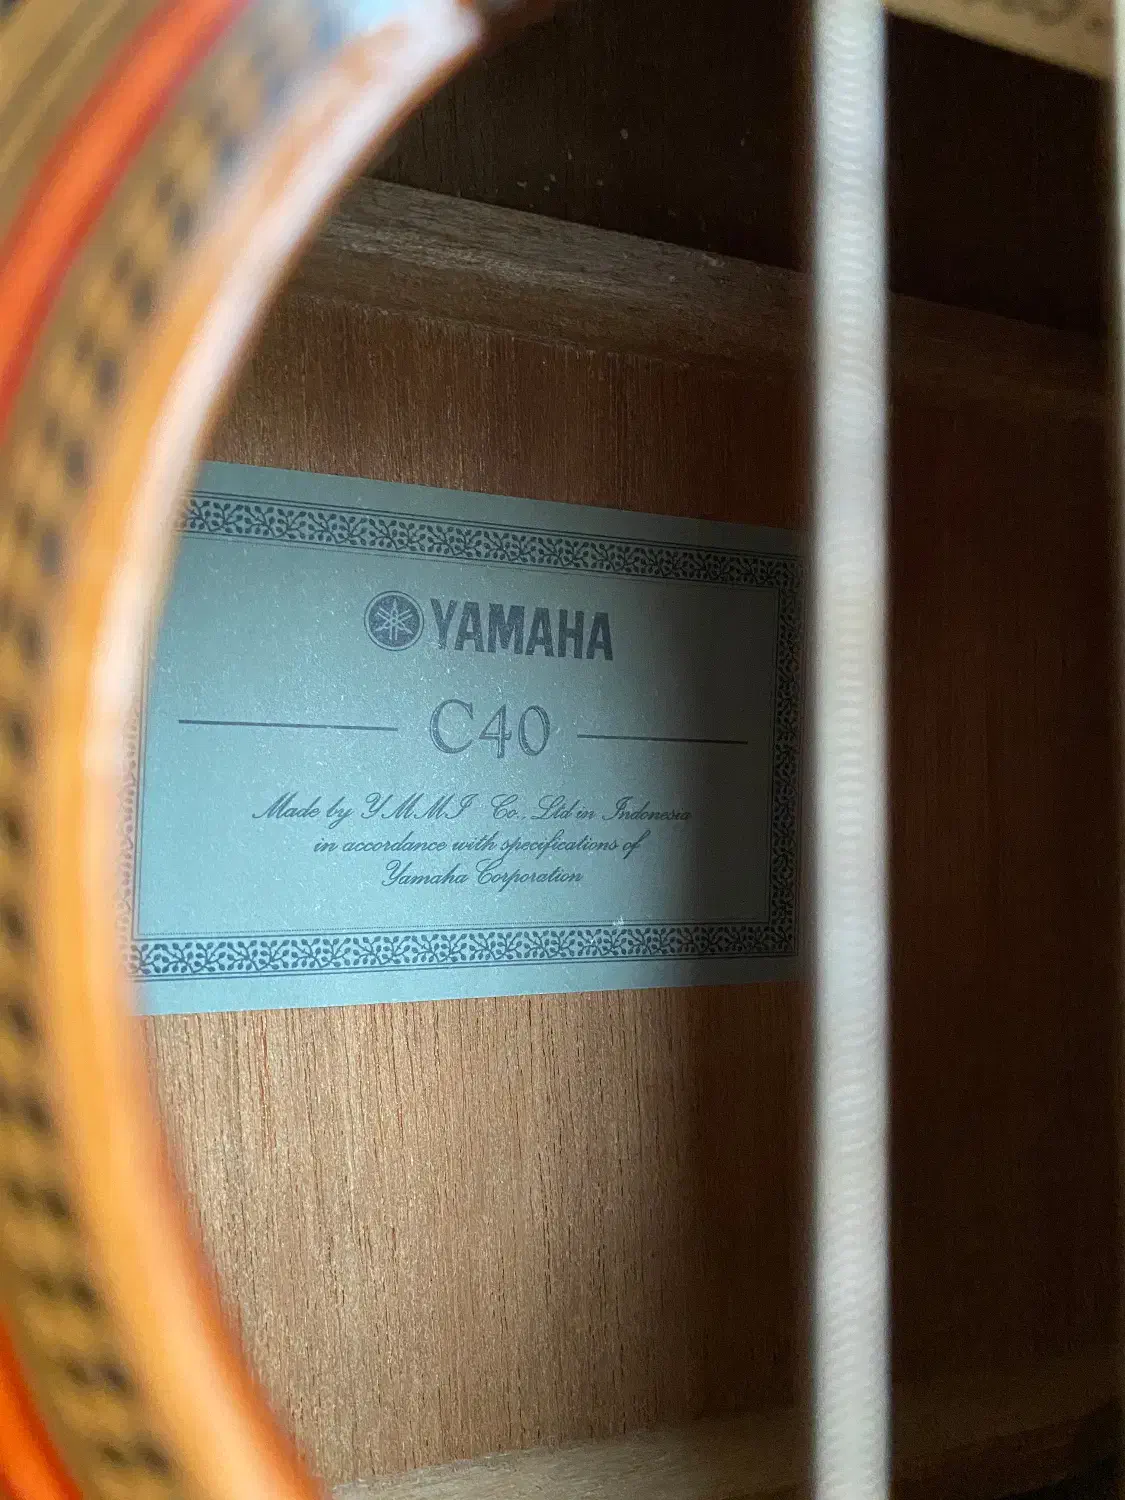 YAMAHA
C40
Made by YMMI Co., Ltd in Indonesia
in accordance with specifications of
Yamaha Corporation